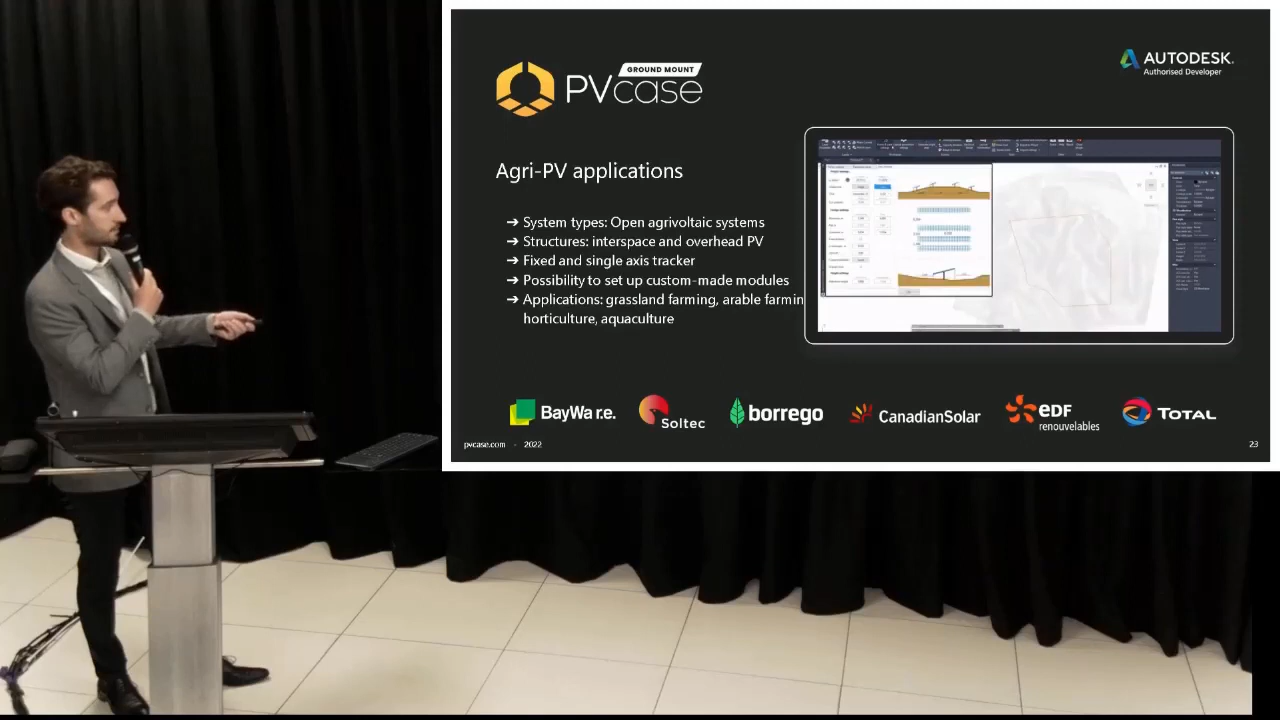 GROUND MOUNT
PVcase
AUTODESK.
Authorised Developer
Agri-PV applications
➔ System types: Open agrivoltaic systems
➔ Structures: interspace and overhead PV
➔ Fixed and single axis tracker
➔ Possibility to set up custom-made modules
➔ Applications: grassland farming, arable farmin
horticulture, aquaculture
BayWa r.e.
Soltec
borrego
CanadianSolar
edf
renouvelables
TOTAL
pvcase.com - 2022
23